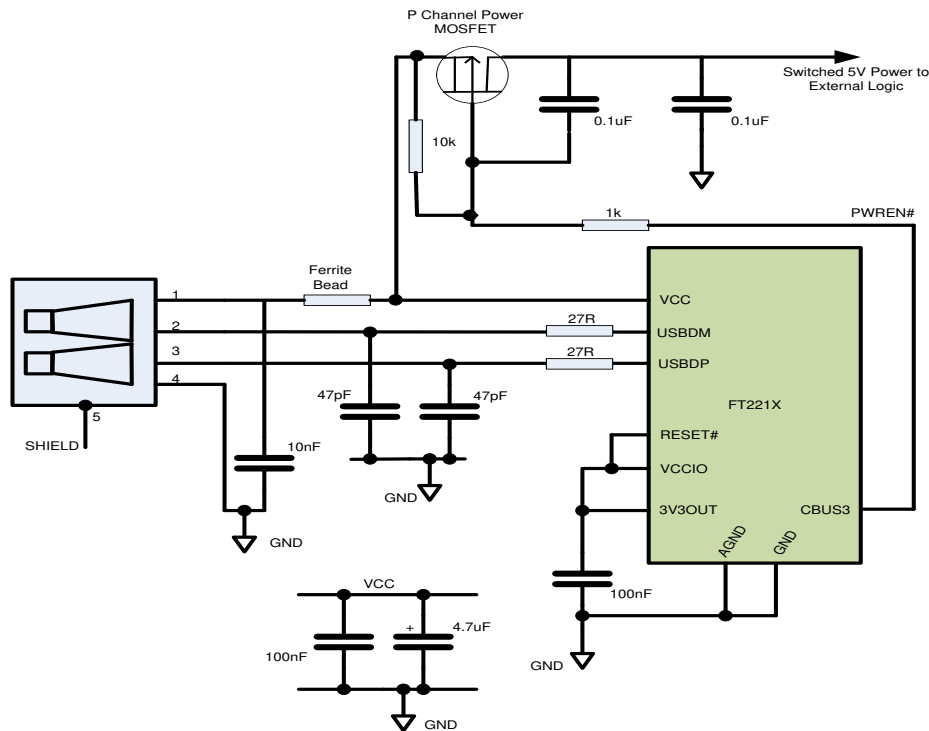 P Channel Power
MOSFET
Switched 5V Power to
External Logic
0.1uF
0.1uF
10k
1k
PWREN#
Ferrite
Bead
1
VCC
27R
2
USBDM
27R
3
USBDP
4
47pF
47pF
FT221X
5
SHIELD
RESET#
10nF
VCCIO
GND
3V3OUT
CBUS3
GND
AGND
GND
VCC
100nF
+
4.7uF
100nF
GND
GND